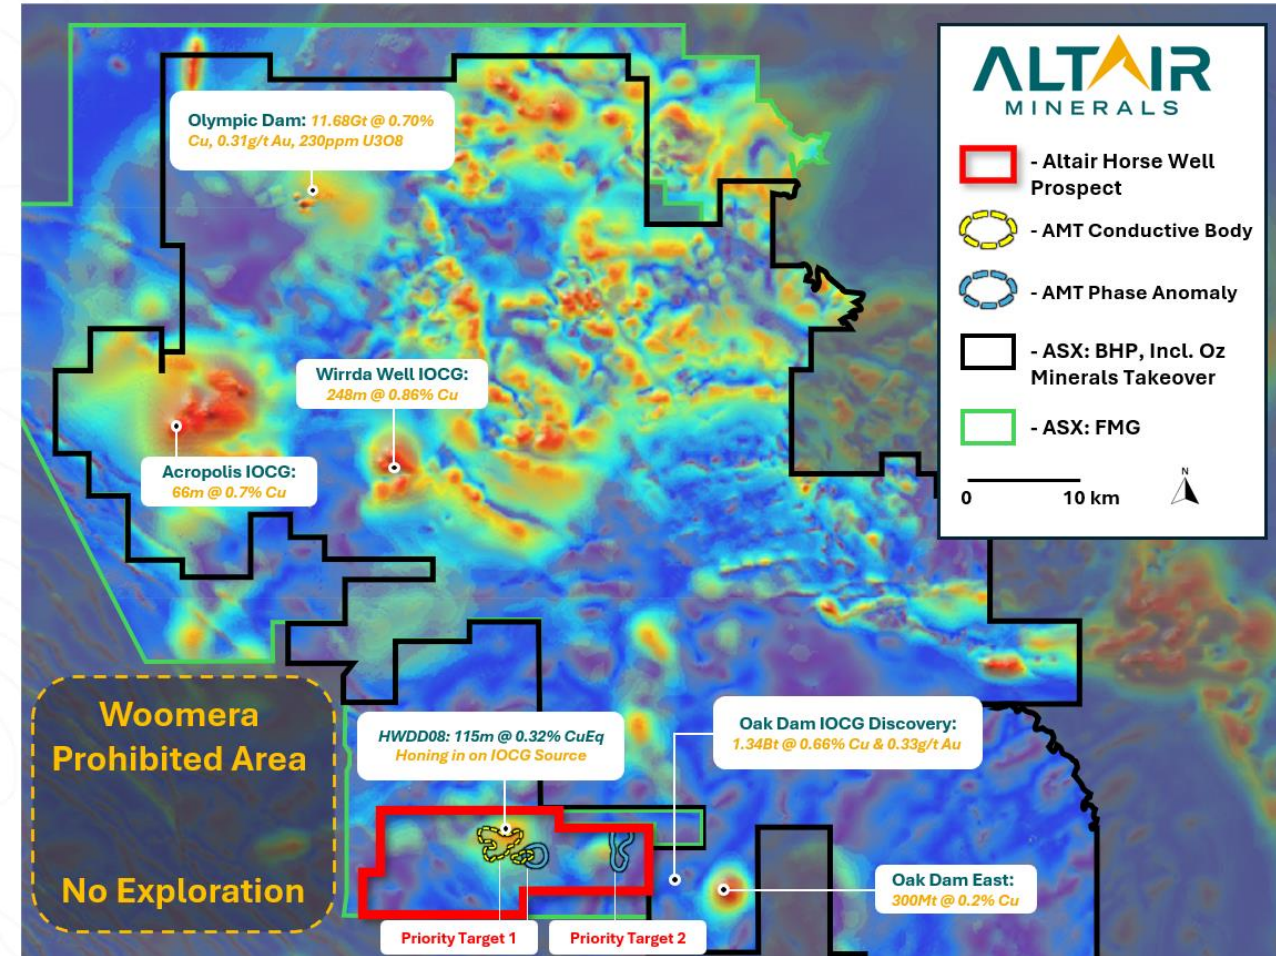 Olympic Dam: 11.68Gt @ 0.70%
Cu, 0.31g/t Au, 230ppm U3O8
Wirrda Well IOCG:
248m @ 0.86% Cu
Acropolis IOCG:
66m @ 0.7% Cu
Woomera
Prohibited Area
No Exploration
HWDD08: 115m @ 0.32% CuEq
Honing in on IOCG Source
Oak Dam IOCG Discovery:
1.34Bt @ 0.66% Cu & 0.33g/t Au
Oak Dam East:
300Mt @ 0.2% Cu
Priority Target 1
Priority Target 2
ALTAIR
MINERALS
- Altair Horse Well
Prospect
- AMT Conductive Body
- AMT Phase Anomaly
- ASX: BHP, Incl. Oz
Minerals Takeover
- ASX: FMG
0 10 km
N